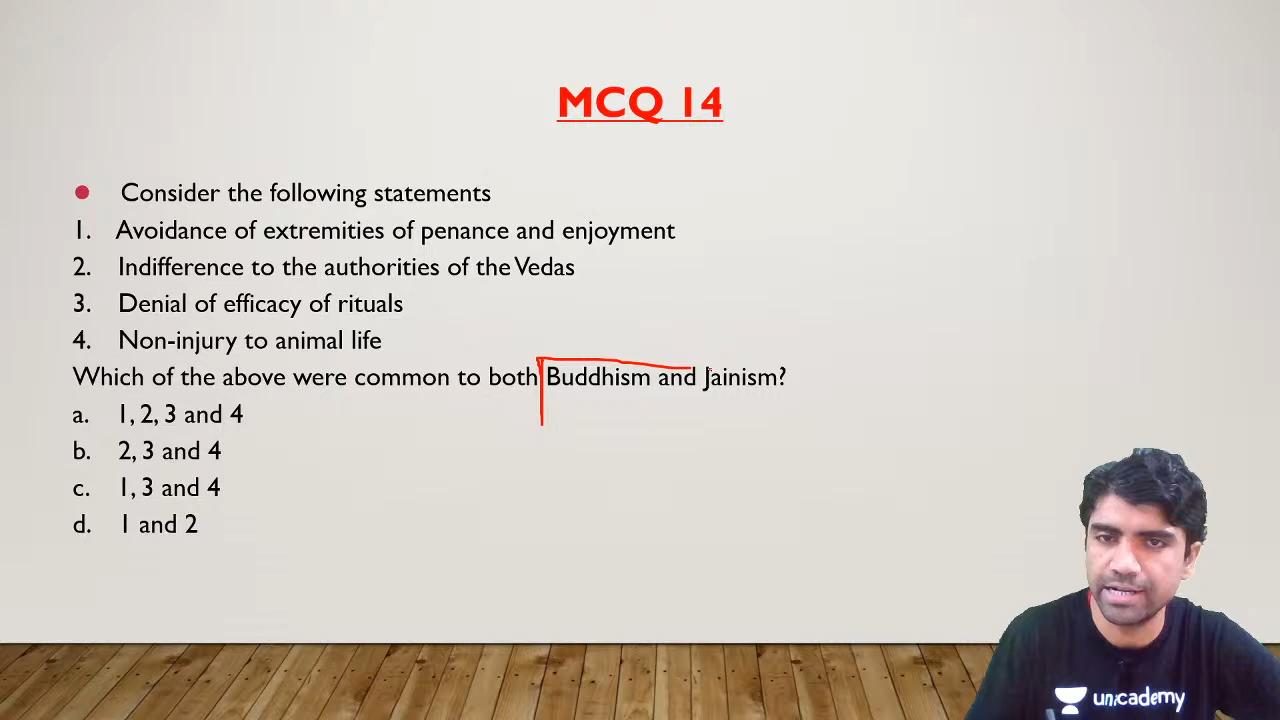 MCQ 14
Consider the following statements
1. Avoidance of extremities of penance and enjoyment
2. Indifference to the authorities of the Vedas
3. Denial of efficacy of rituals
4. Non-injury to animal life
Which of the above were common to both Buddhism and Jainism?
a. 1, 2, 3 and 4
b. 2, 3 and 4
c. 1, 3 and 4
d. 1 and 2
unacademy